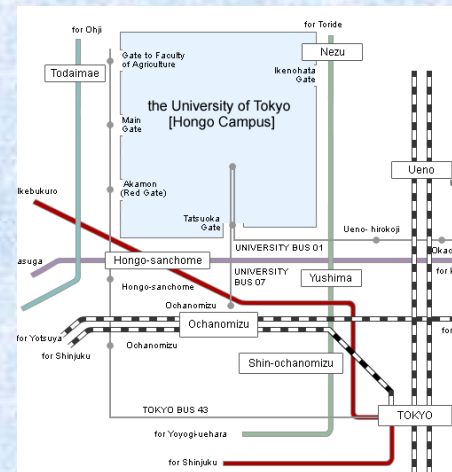 for Ohji
for Toride
Gate to Faculty
of Agriculture
Nezu
Todaimae
Ikenohata
Gate
the University of Tokyo
[Hongo Campus]
Main
Gate
Ueno
Akamon
(Red Gate)
Ikebukuro
Tatsuoka
Gate
Ueno- hirokoji
UNIVERSITY BUS 01
Hongo-sanchome
UNIVERSITY
BUS 07
Yushima
Hongo-sanchome
Ochanomizu
Ochanomizu
for Yotsuya
for Shinjuku
Ochanomizu
Shin-ochanomizu
TOKYO BUS 43
TOKYO
for Yoyogi-uehara
for Shinjuku